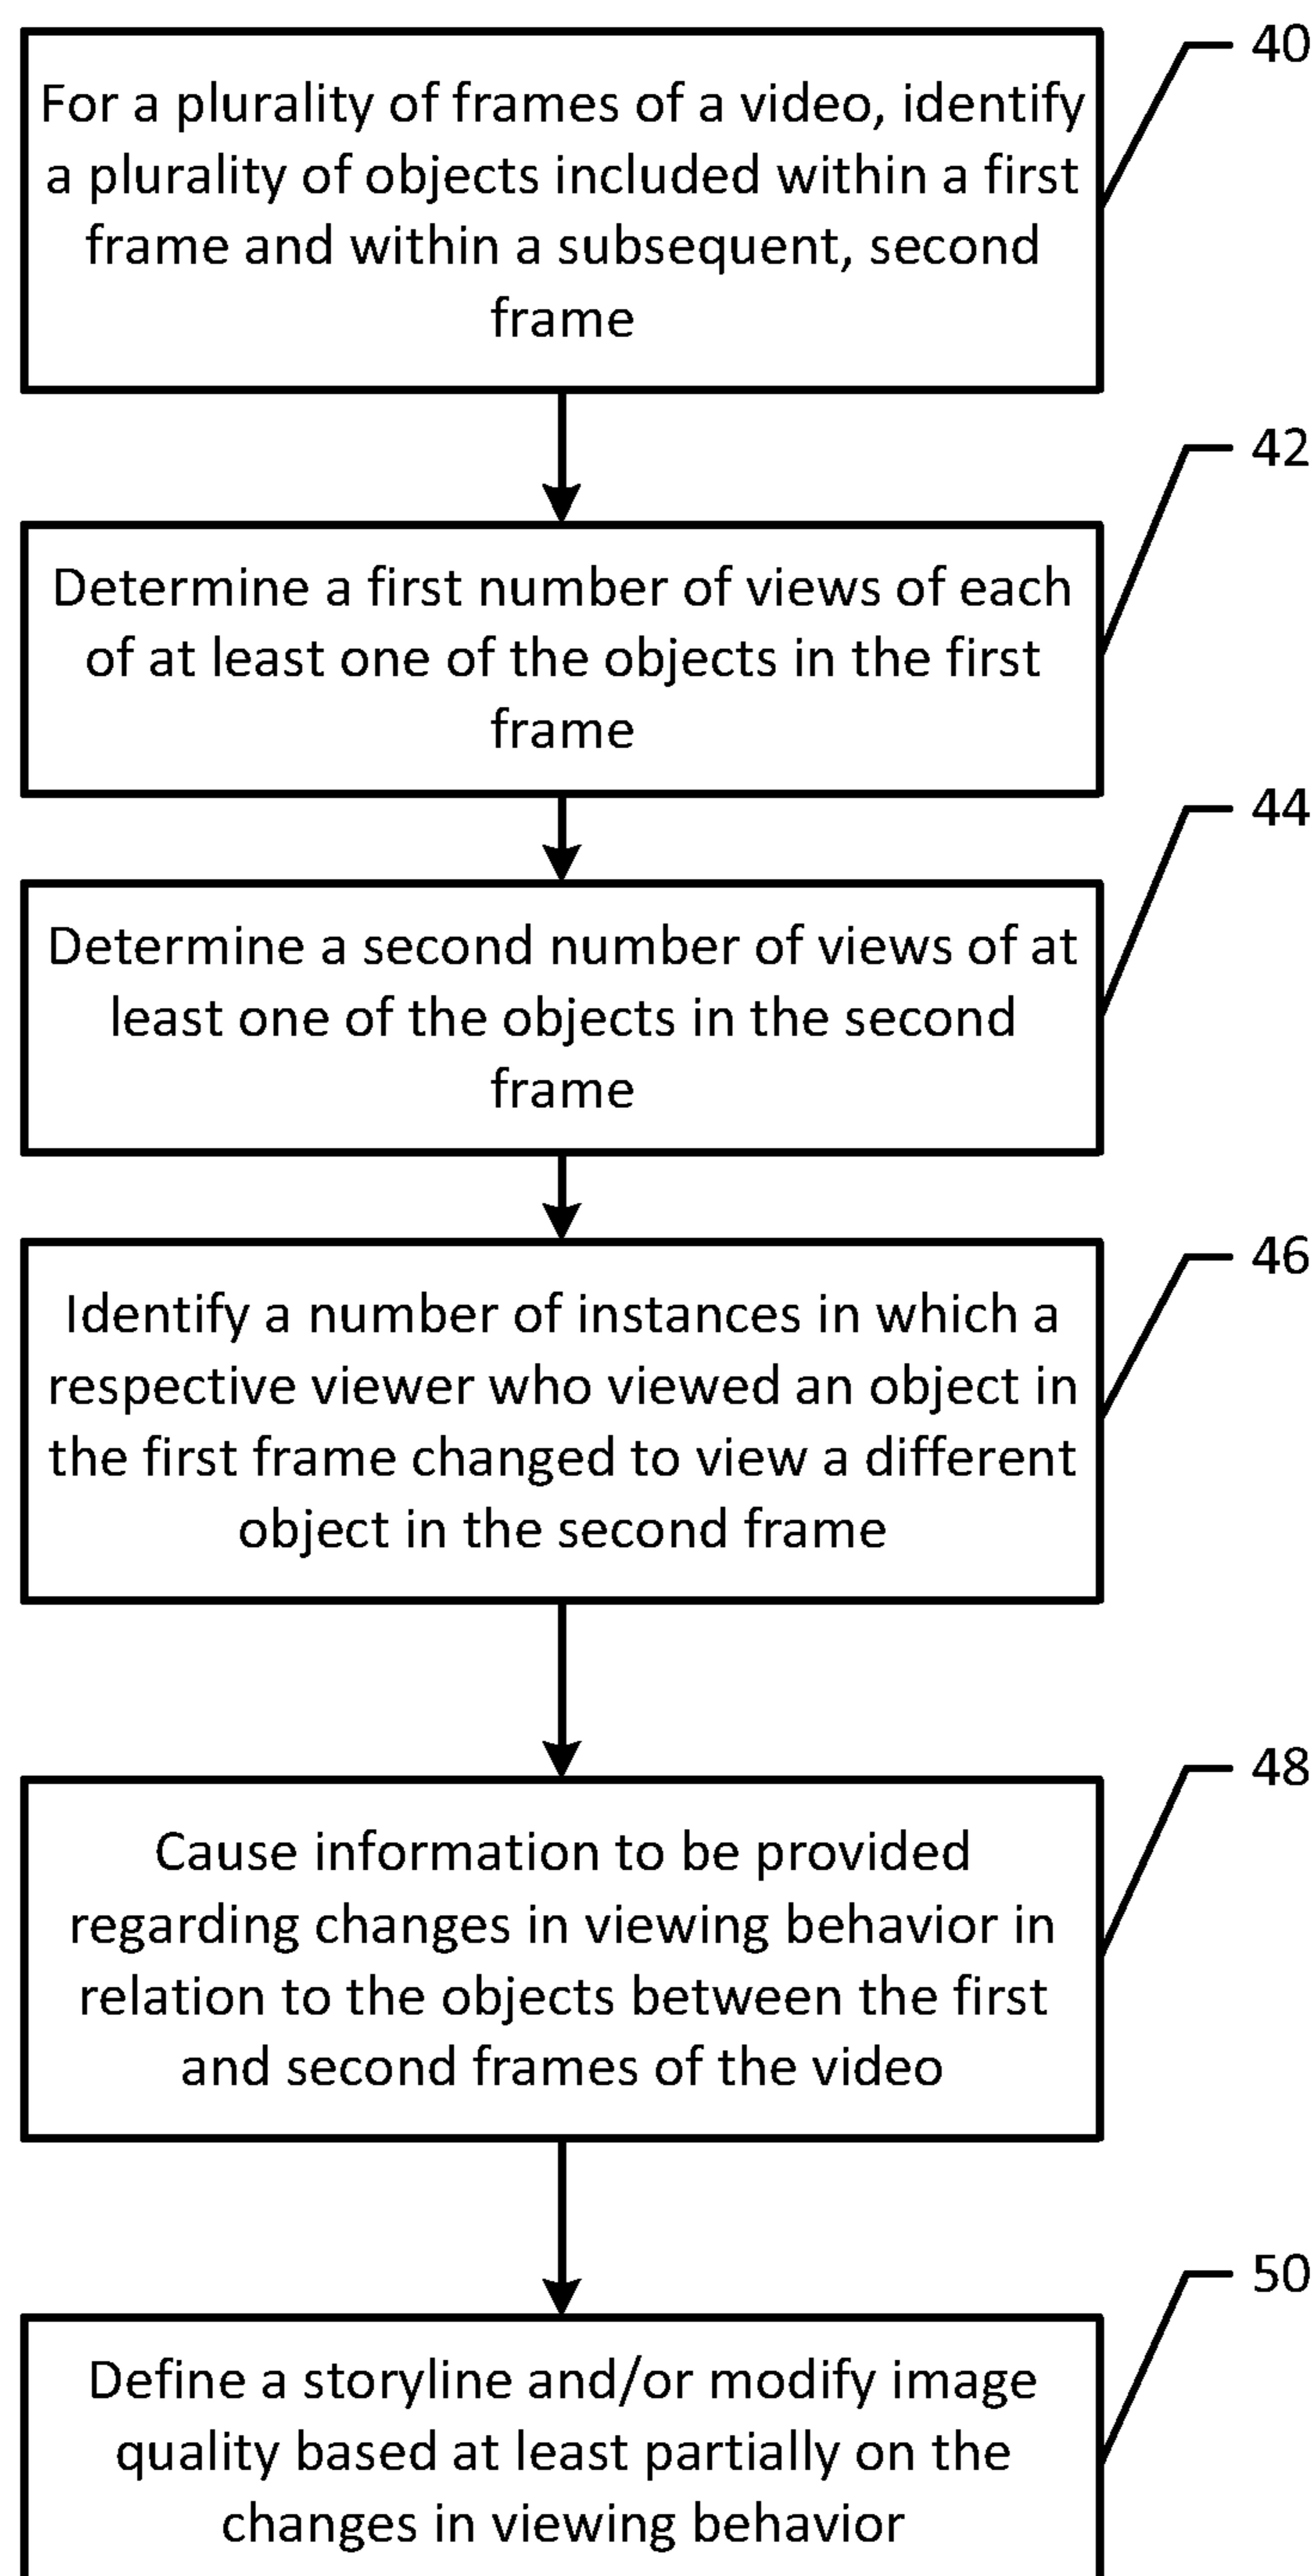 40
For a plurality of frames of a video, identify
a plurality of objects included within a first
frame and within a subsequent, second
frame
42
Determine a first number of views of each
of at least one of the objects in the first
frame
44
Determine a second number of views of at
least one of the objects in the second
frame
46
Identify a number of instances in which a
respective viewer who viewed an object in
the first frame changed to view a different
object in the second frame
48
Cause information to be provided
regarding changes in viewing behavior in
relation to the objects between the first
and second frames of the video
50
Define a storyline and/or modify image
quality based at least partially on the
changes in viewing behavior